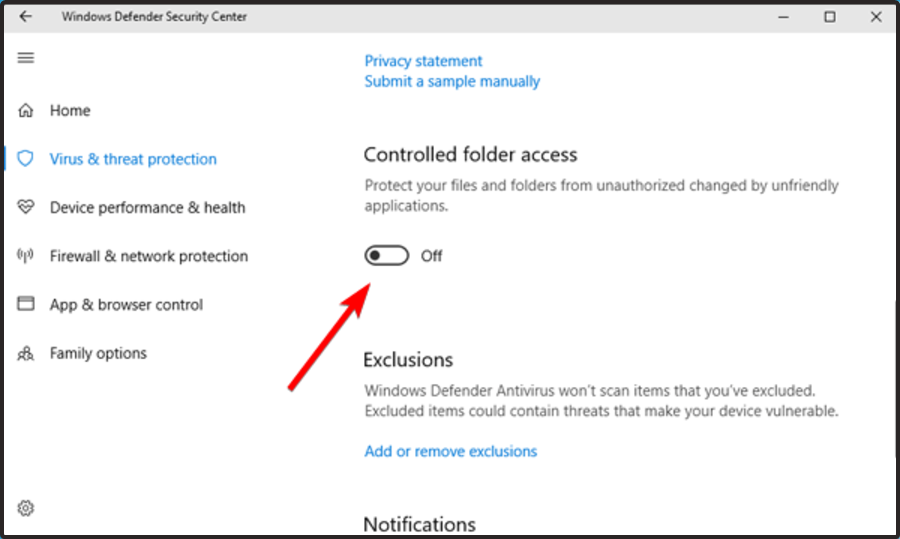 Windows Defender Security Center
Privacy statement
Submit a sample manually
Home
Virus & threat protection
Device performance & health
Firewall & network protection
App & browser control
Family options
Controlled folder access
Protect your files and folders from unauthorized changed by unfriendly
applications.
Off
Exclusions
Windows Defender Antivirus won't scan items that you've excluded.
Excluded items could contain threats that make your device vulnerable.
Add or remove exclusions
Notifications